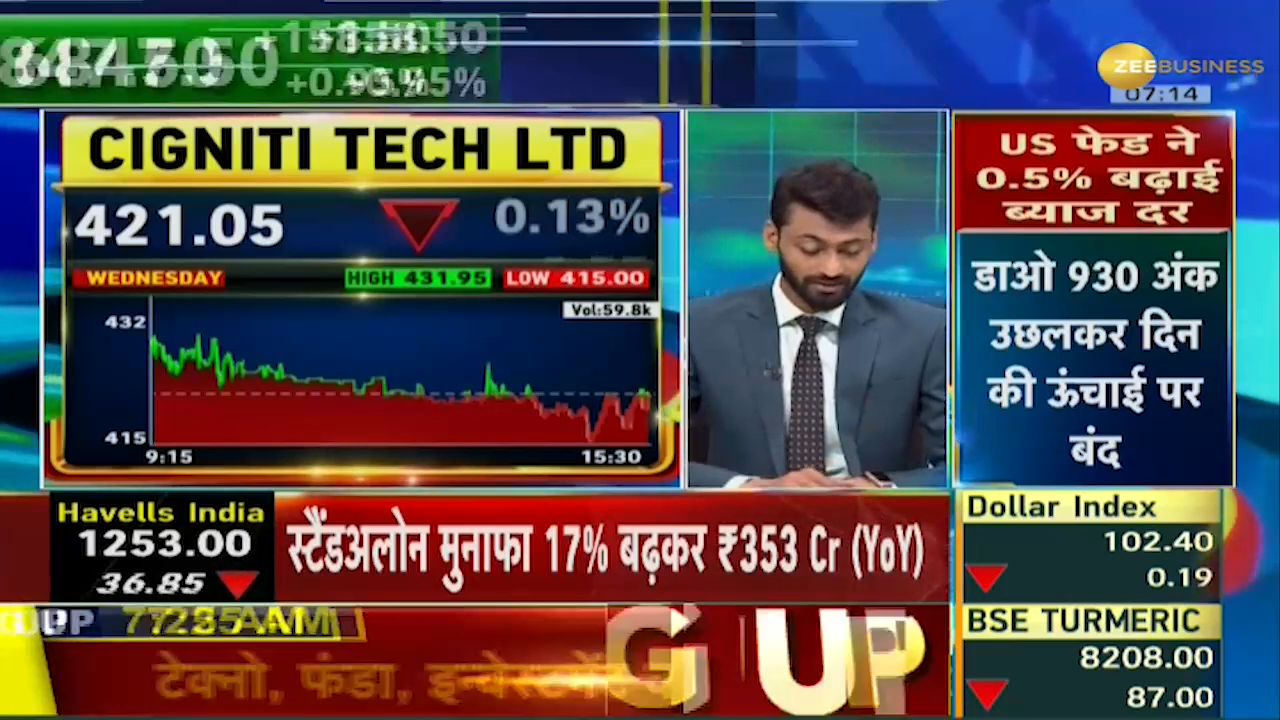 ZEEBUSINESS
07:14
CIGNITI TECH LTD
421.05
0.13%
WEDNESDAY
HIGH 431.95
LOW 415.00
Vol:59.8k
432
415
9:15
15:30
US फेड ने
0.5% बढ़ाई
ब्याज दर
डाओ 930 अंक
उछलकर दिन
की ऊंचाई पर
बंद
Havells India
1253.00
36.85
स्टैंडअलोन मुनाफा 17% बढ़कर ₹353 Cr (YoY)
Dollar Index
102.40
0.19
BSE TURMERIC
8208.00
87.00
टेक्नो, फंडा, इन्वेस्टमेंट
G UP